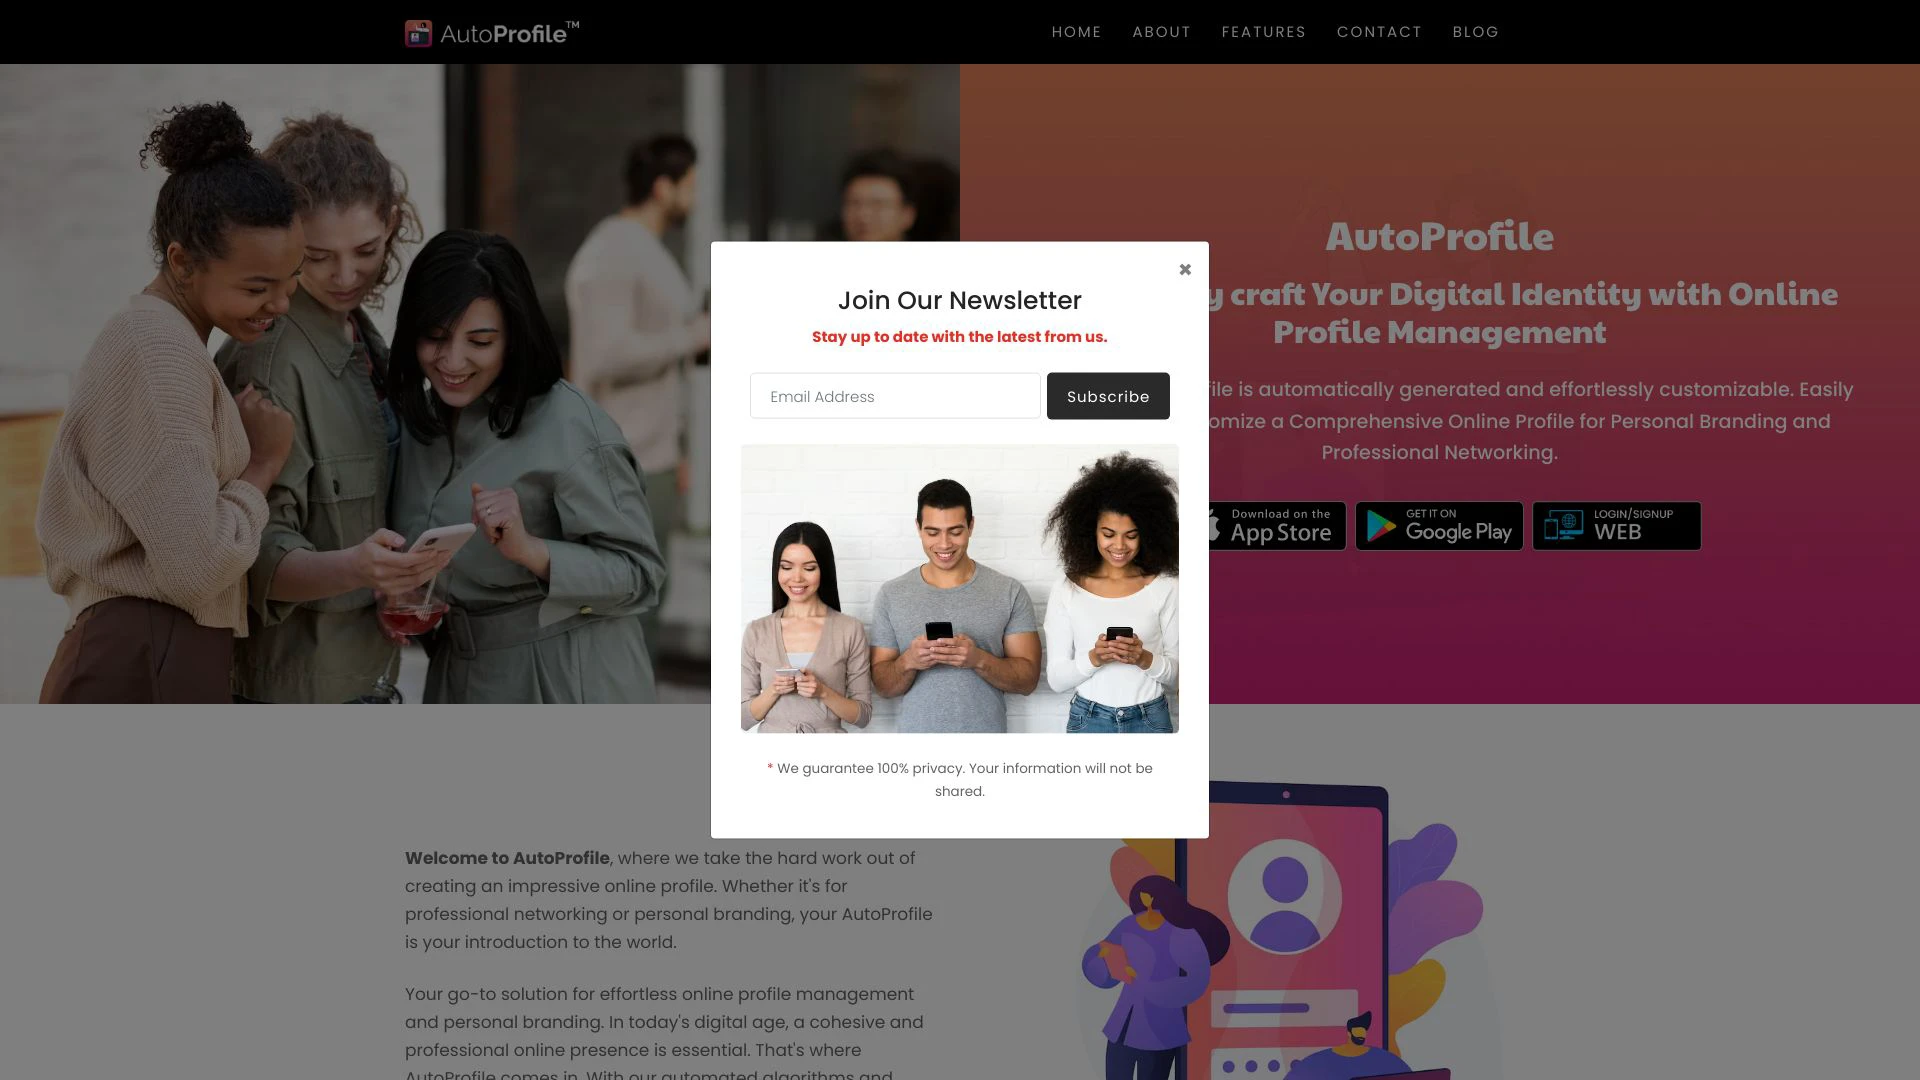 AutoProfile™
HOME
ABOUT
FEATURES
CONTACT
BLOG
AutoProfile
craft Your Digital Identity with Online
Profile Management
is automatically generated and effortlessly customizable. Easily
a Comprehensive Online Profile for Personal Branding and
Professional Networking.
Download on the
App Store
GET IT ON
Google Play
LOGIN/SIGNUP
WEB
✖
Join Our Newsletter
Stay up to date with the latest from us.
Email Address
Subscribe
* We guarantee 100% privacy. Your information will not be
shared.
Welcome to AutoProfile, where we take the hard work out of
creating an impressive online profile. Whether it's for
professional networking or personal branding, your AutoProfile
is your introduction to the world.
Your go-to solution for effortless online profile management
and personal branding. In today's digital age, a cohesive and
professional online presence is essential. That's where
AutoProfile comes in. With our automated algorithms and